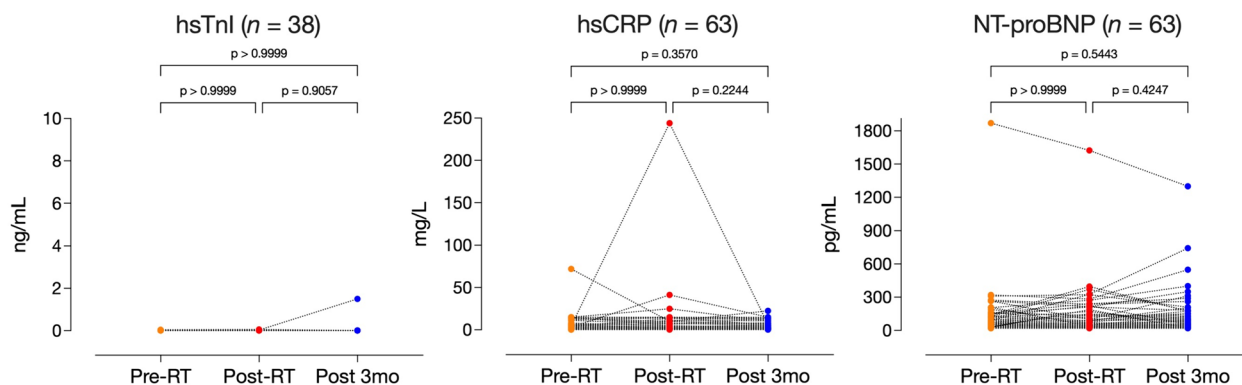 hsTnI (n = 38)
p > 0.9999
p > 0.9999
p = 0.9057
10
8
6
4
2
0
ng/mL
Pre-RT
Post-RT
Post 3mo
hsCRP (n = 63)
p = 0.3570
p > 0.9999
p = 0.2244
250
200
150
100
50
0
mg/L
Pre-RT
Post-RT
Post 3mo
NT-proBNP (n = 63)
p = 0.5443
p > 0.9999
p = 0.4247
1800
1500
1200
900
600
300
0
pg/mL
Pre-RT
Post-RT
Post 3mo